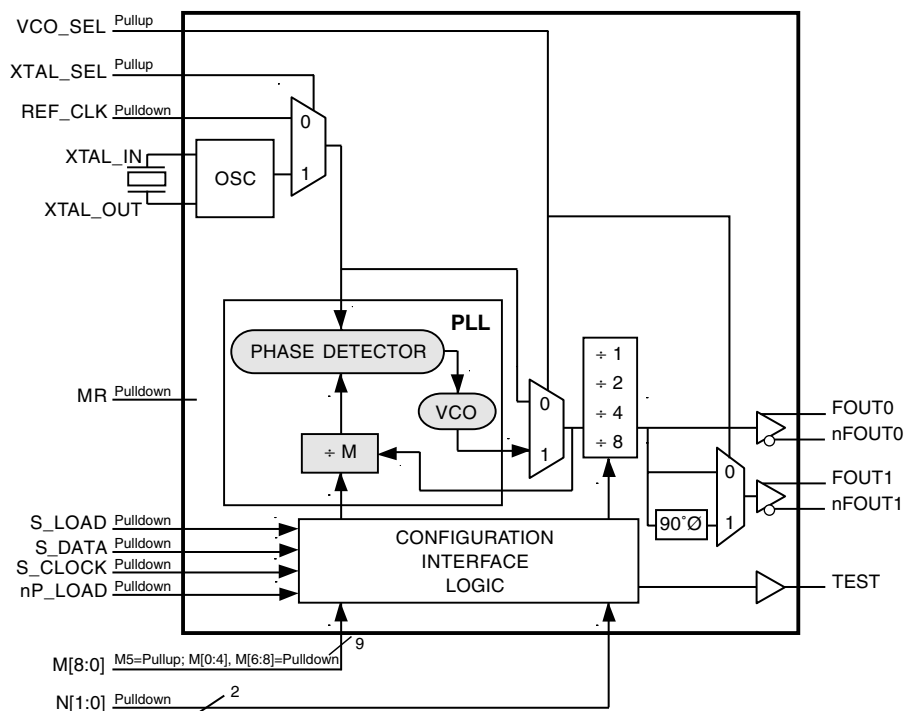 VCO_SEL Pullup
XTAL_SEL Pullup
REF_CLK Pulldown
0
XTAL_IN
OSC
1
XTAL_OUT
PLL
PHASE DETECTOR
÷ 1
÷ 2
÷ 4
÷ 8
MR Pulldown
VCO
0
1
÷ M
FOUT0
nFOUT0
0
FOUT1
nFOUT1
90°Ø
1
S_LOAD Pulldown
S_DATA Pulldown
S_CLOCK Pulldown
nP_LOAD Pulldown
CONFIGURATION
INTERFACE
LOGIC
TEST
9
M[8:0] M5=Pullup; M[0:4], M[6:8]=Pulldown
2
N[1:0] Pulldown